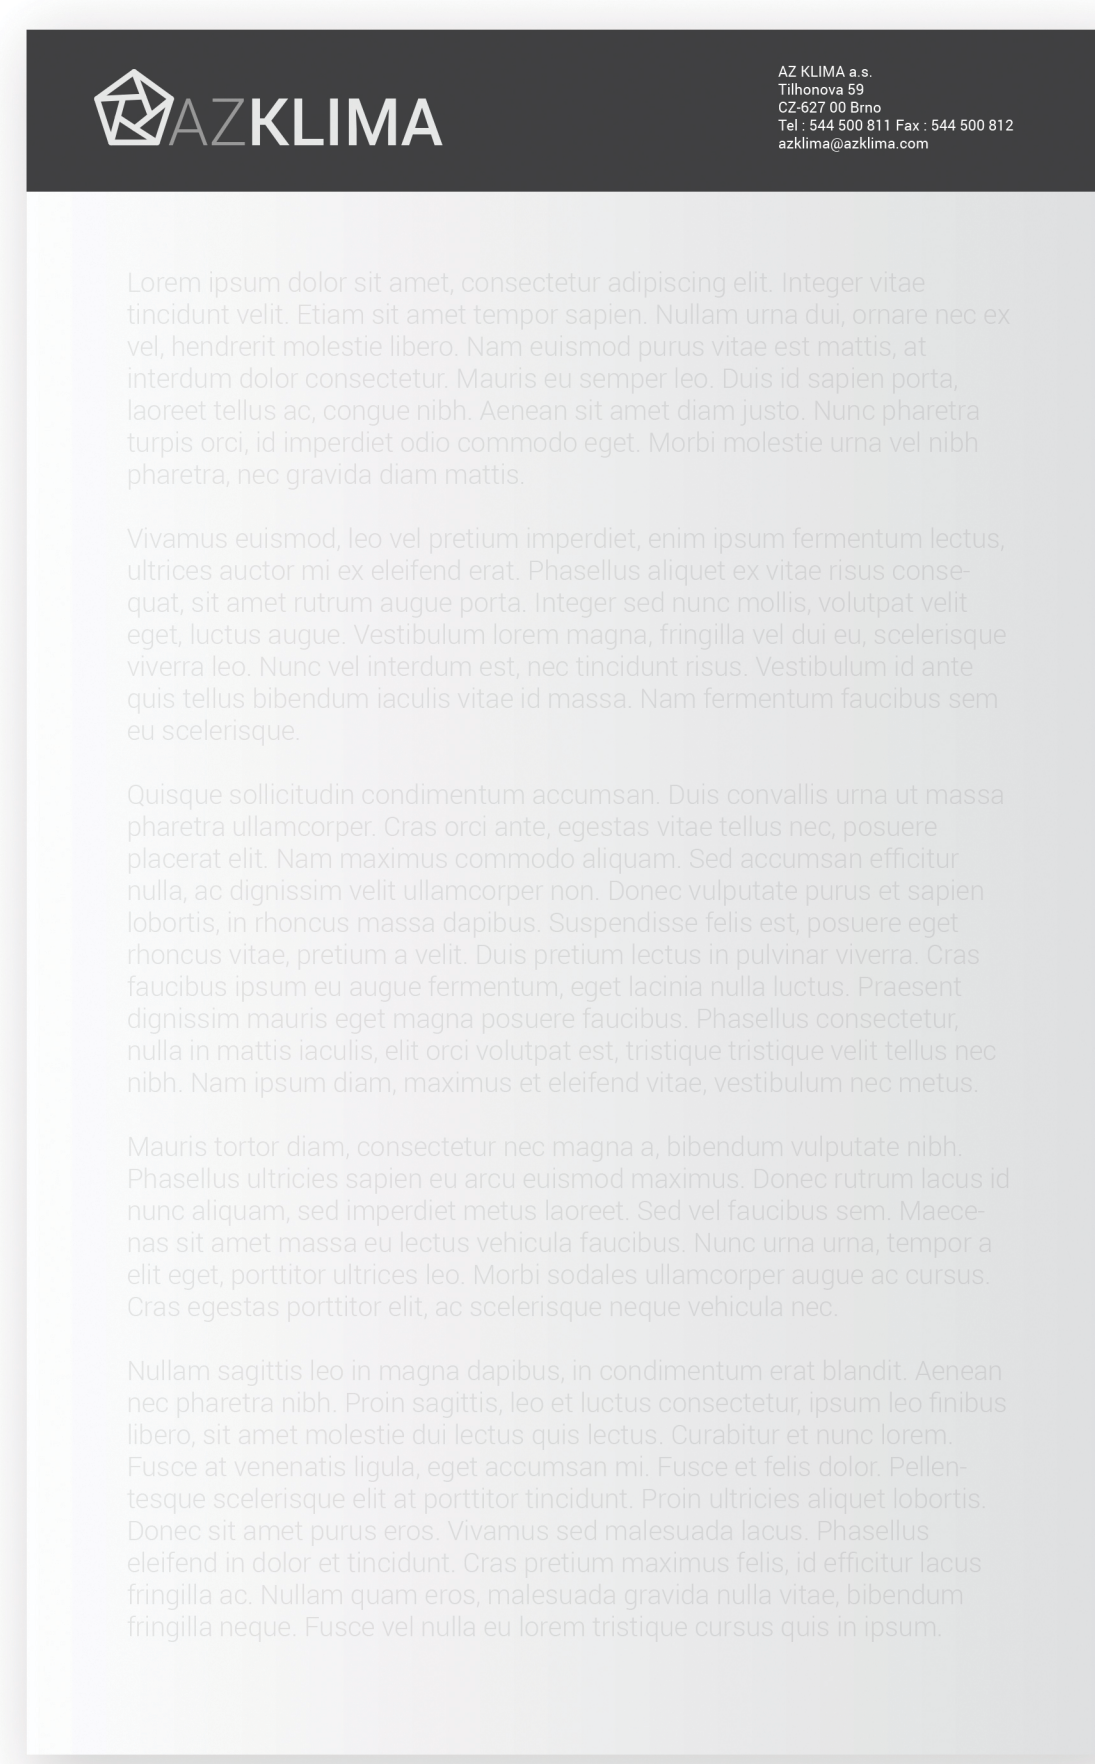 AZKLIMA
AZ KLIMA a.s.
Tilhonova 59
CZ-627 00 Brno
Tel : 544 500 811 Fax : 544 500 812
azklima@azklima.com
Lorem ipsum dolor sit amet, consectetur adipiscing elit. Integer vitae
tincidunt velit. Etiam sit amet tempor sapien. Nullam urna dui, ornare nec ex
vel, hendrerit molestie libero. Nam euismod purus vitae est mattis, at
interdum dolor consectetur. Mauris eu semper leo. Duis id sapien porta,
laoreet tellus ac, congue nibh. Aenean sit amet diam justo. Nunc pharetra
turpis orci, id imperdiet odio commodo eget. Morbi molestie urna vel nibh
pharetra, nec gravida diam mattis.
Vivamus euismod, leo vel pretium imperdiet, enim ipsum fermentum lectus,
ultrices auctor mi ex eleifend erat. Phasellus aliquet ex vitae risus conse-
quat, sit amet rutrum augue porta. Integer sed nunc mollis, volutpat velit
eget, luctus augue. Vestibulum lorem magna, fringilla vel dui eu, scelerisque
viverra leo. Nunc vel interdum est, nec tincidunt risus. Vestibulum id ante
quis tellus bibendum iaculis vitae id massa. Nam fermentum faucibus sem
eu scelerisque.
Quisque sollicitudin condimentum accumsan. Duis convallis urna ut massa
pharetra ullamcorper. Cras orci ante, egestas vitae tellus nec, posuere
placerat elit. Nam maximus commodo aliquam. Sed accumsan efficitur
nulla, ac dignissim velit ullamcorper non. Donec vulputate purus et sapien
lobortis, in rhoncus massa dapibus. Suspendisse felis est, posuere eget
rhoncus vitae, pretium a velit. Duis pretium lectus in pulvinar viverra. Cras
faucibus ipsum eu augue fermentum, eget lacinia nulla luctus. Praesent
dignissim mauris eget magna posuere faucibus. Phasellus consectetur,
nulla in mattis iaculis, elit orci volutpat est, tristique tristique velit tellus nec
nibh. Nam ipsum diam, maximus et eleifend vitae, vestibulum nec metus.
Mauris tortor diam, consectetur nec magna a, bibendum vulputate nibh.
Phasellus ultricies sapien eu arcu euismod maximus. Donec rutrum lacus id
nunc aliquam, sed imperdiet metus laoreet. Sed vel faucibus sem. Maece-
nas sit amet massa eu lectus vehicula faucibus. Nunc urna urna, tempor a
elit eget, porttitor ultrices leo. Morbi sodales ullamcorper augue ac cursus.
Cras egestas porttitor elit, ac scelerisque neque vehicula nec.
Nullam sagittis leo in magna dapibus, in condimentum erat blandit. Aenean
nec pharetra nibh. Proin sagittis, leo et luctus consectetur, ipsum leo finibus
libero, sit amet molestie dui lectus quis lectus. Curabitur et nunc lorem.
Fusce at venenatis ligula, eget accumsan mi. Fusce et felis dolor. Pellen-
tesque scelerisque elit at porttitor tincidunt. Proin ultricies aliquet lobortis.
Donec sit amet purus eros. Vivamus sed malesuada lacus. Phasellus
eleifend in dolor et tincidunt. Cras pretium maximus felis, id efficitur lacus
fringilla ac. Nullam quam eros, malesuada gravida nulla vitae, bibendum
fringilla neque. Fusce vel nulla eu lorem tristique cursus quis in ipsum.